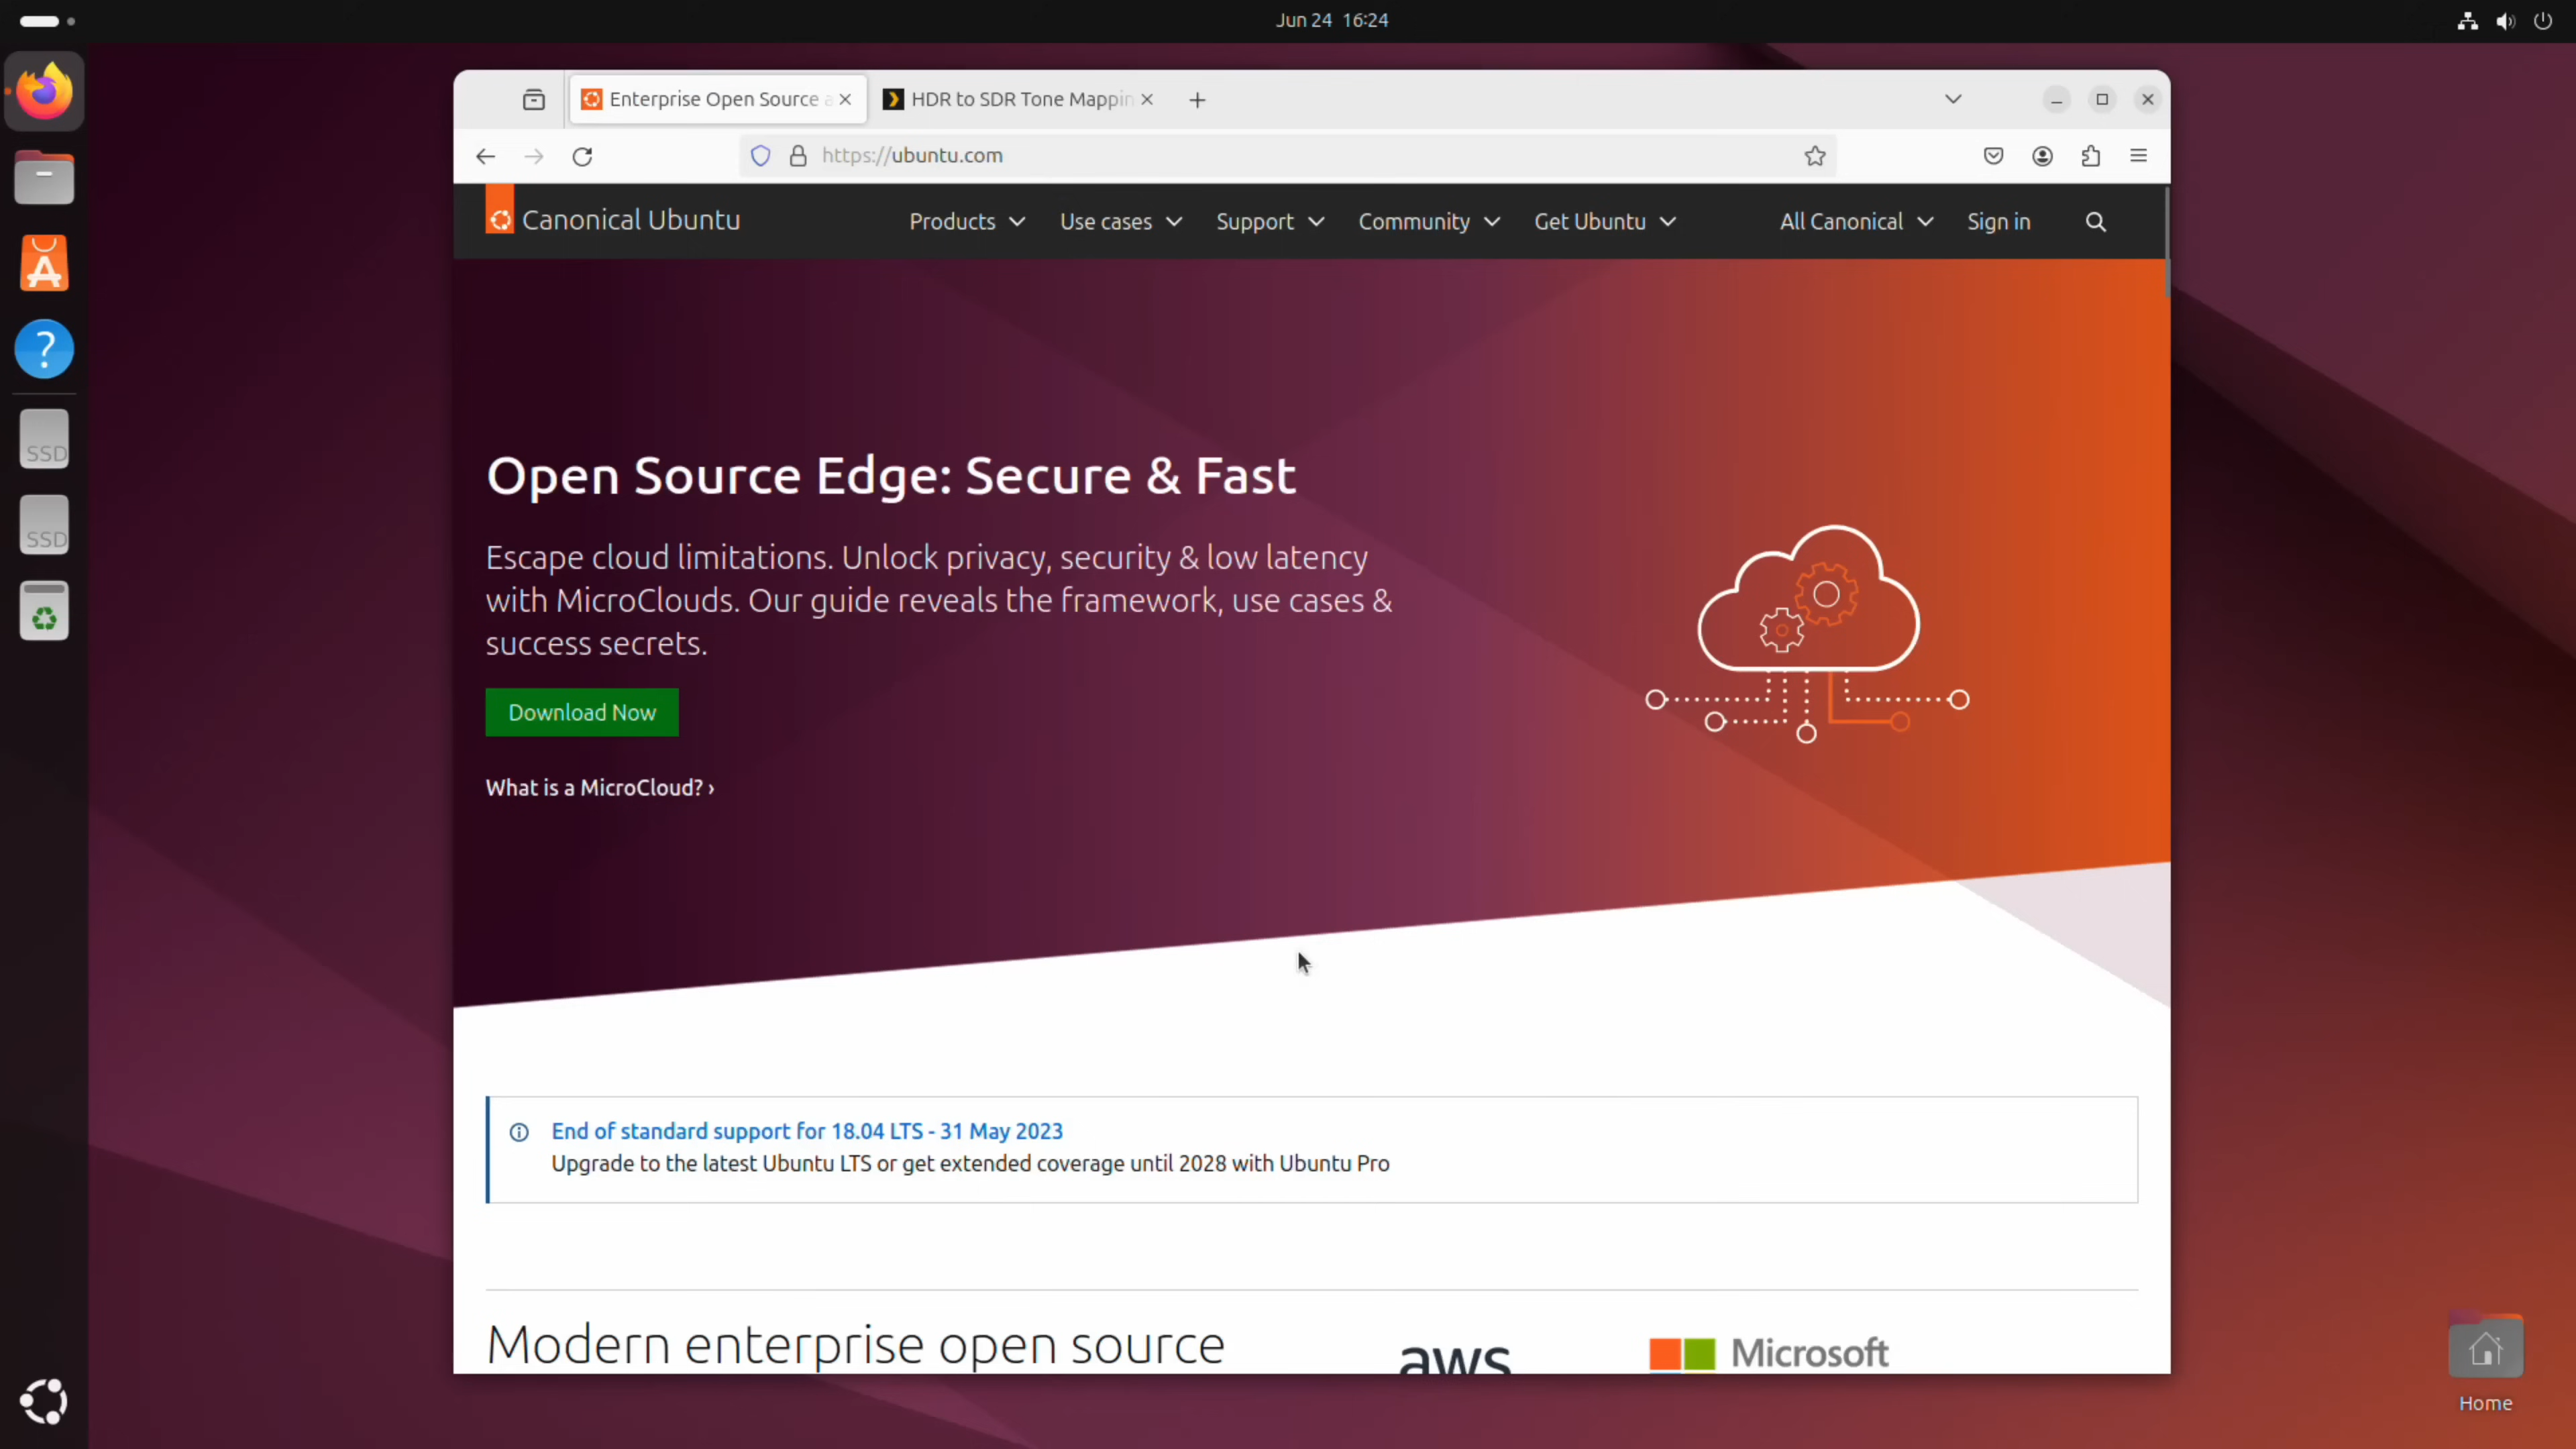 Jun 24 16:24
Enterprise Open Source a
HDR to SDR Tone Mappin
https://ubuntu.com
Canonical Ubuntu
Products
Use cases
Support
Community
Get Ubuntu
All Canonical
Sign in
SSD
SSD
Open Source Edge: Secure & Fast
Escape cloud limitations. Unlock privacy, security & low latency
with MicroClouds. Our guide reveals the framework, use cases &
success secrets.
Download Now
What is a MicroCloud? ›
End of standard support for 18.04 LTS - 31 May 2023
Upgrade to the latest Ubuntu LTS or get extended coverage until 2028 with Ubuntu Pro
Modern enterprise open source
aws
Microsoft
Home